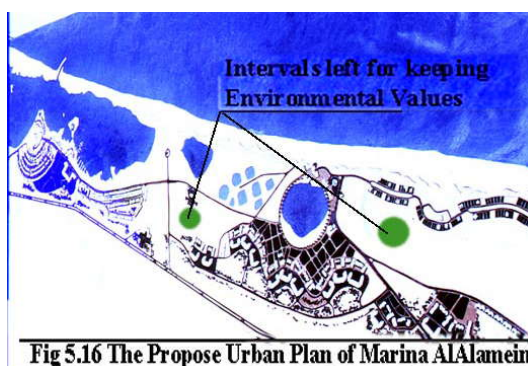 Intervals left for keeping
Environmental Values
Fig 5.16 The Propose Urban Plan of Marina AlAlamein